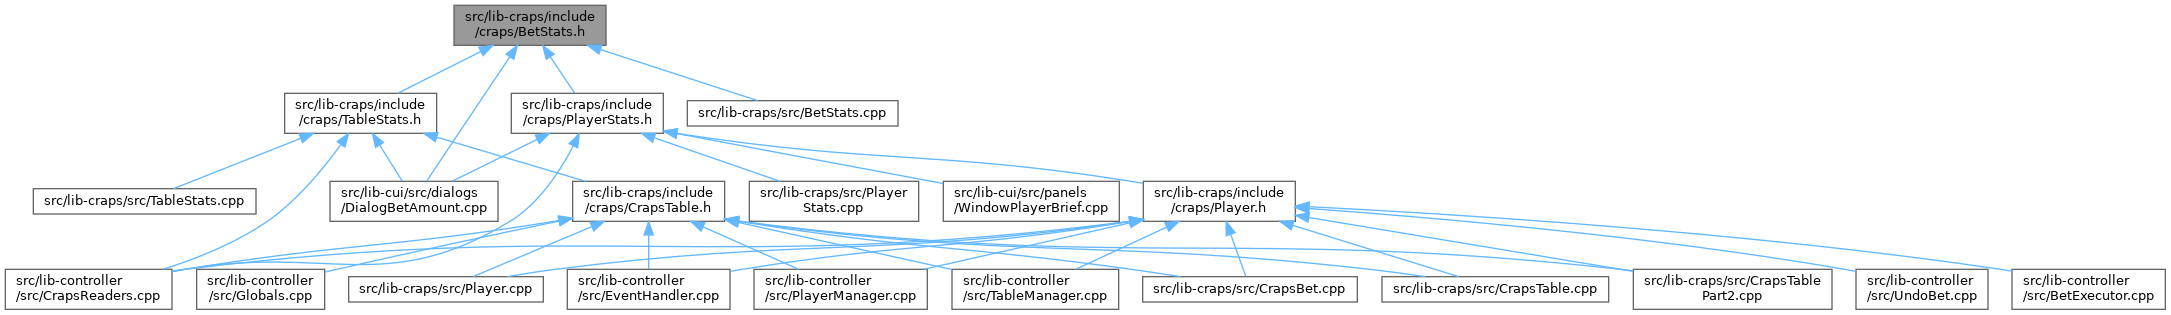 src/lib-craps/include
/craps/BetStats.h
src/lib-craps/include
/craps/TableStats.h
src/lib-craps/include
/craps/PlayerStats.h
src/lib-craps/src/BetStats.cpp
src/lib-craps/src/TableStats.cpp
src/lib-cui/src/dialogs
/DialogBetAmount.cpp
src/lib-craps/include
/craps/CrapsTable.h
src/lib-craps/src/Player
Stats.cpp
src/lib-cui/src/panels
/WindowPlayerBrief.cpp
src/lib-craps/include
/craps/Player.h
src/lib-controller
/src/CrapsReaders.cpp
src/lib-controller
/src/Globals.cpp
src/lib-craps/src/Player.cpp
src/lib-controller
/src/EventHandler.cpp
src/lib-controller
/src/PlayerManager.cpp
src/lib-controller
/src/TableManager.cpp
src/lib-craps/src/CrapsBet.cpp
src/lib-craps/src/CrapsTable.cpp
src/lib-craps/src/CrapsTable
Part2.cpp
src/lib-controller
/src/UndoBet.cpp
src/lib-controller
/src/BetExecutor.cpp